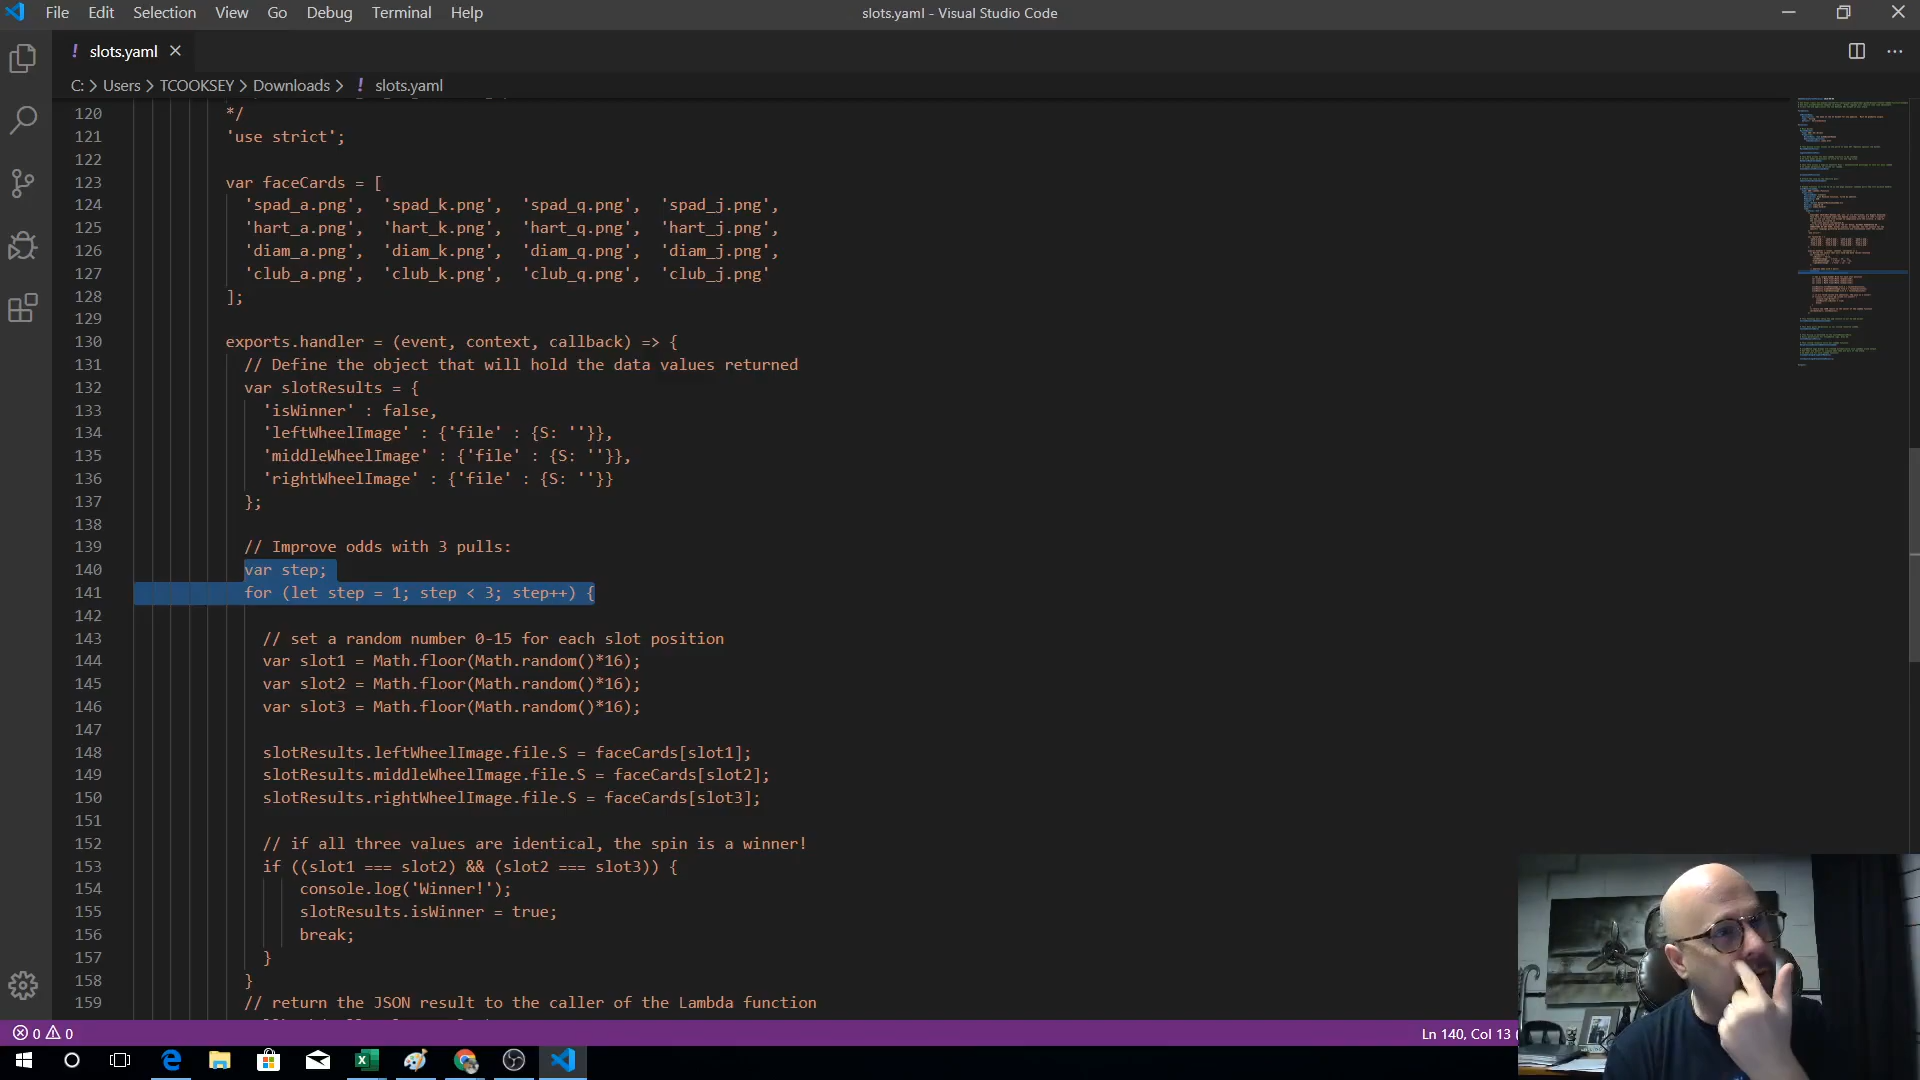 File Edit Selection View Go Debug Terminal Help
slots.yaml - Visual Studio Code
! slots.yaml
C: > Users > TCOOKSEY > Downloads > ! slots.yaml
120 */
121 'use strict';
122
123 var faceCards = [
124 'spad_a.png', 'spad_k.png', 'spad_q.png', 'spad_j.png',
125 'hart_a.png', 'hart_k.png', 'hart_q.png', 'hart_j.png',
126 'diam_a.png', 'diam_k.png', 'diam_q.png', 'diam_j.png',
127 'club_a.png', 'club_k.png', 'club_q.png', 'club_j.png'
128 ];
129
130 exports.handler = (event, context, callback) => {
131 // Define the object that will hold the data values returned
132 var slotResults = {
133 'isWinner' : false,
134 'leftWheelImage' : {'file' : {S: ''}},
135 'middleWheelImage' : {'file' : {S: ''}},
136 'rightWheelImage' : {'file' : {S: ''}}
137 };
138
139 // Improve odds with 3 pulls:
140 var step;
141 for (let step = 1; step < 3; step++) {
142
143 // set a random number 0-15 for each slot position
144 var slot1 = Math.floor(Math.random()*16);
145 var slot2 = Math.floor(Math.random()*16);
146 var slot3 = Math.floor(Math.random()*16);
147
148 slotResults.leftWheelImage.file.S = faceCards[slot1];
149 slotResults.middleWheelImage.file.S = faceCards[slot2];
150 slotResults.rightWheelImage.file.S = faceCards[slot3];
151
152 // if all three values are identical, the spin is a winner!
153 if ((slot1 === slot2) && (slot2 === slot3)) {
154 console.log('Winner!');
155 slotResults.isWinner = true;
156 break;
157 }
158 }
159 // return the JSON result to the caller of the Lambda function
0 0
Ln 140, Col 13 (